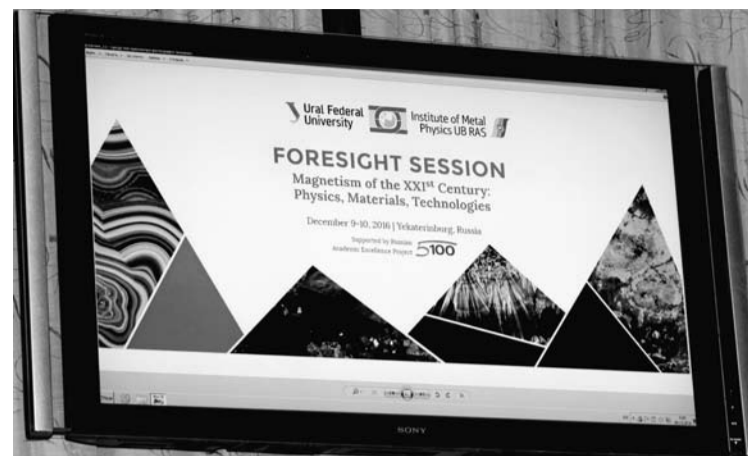 Ural Federal
University
Institute of Metal
Physics UB RAS
FORESIGHT SESSION
Magnetism of the XXIst Century:
Physics, Materials, Technologies
December 9-10, 2016 | Yekaterinburg, Russia
Supported by Russian
Academic Excellence Project
5100
SONY